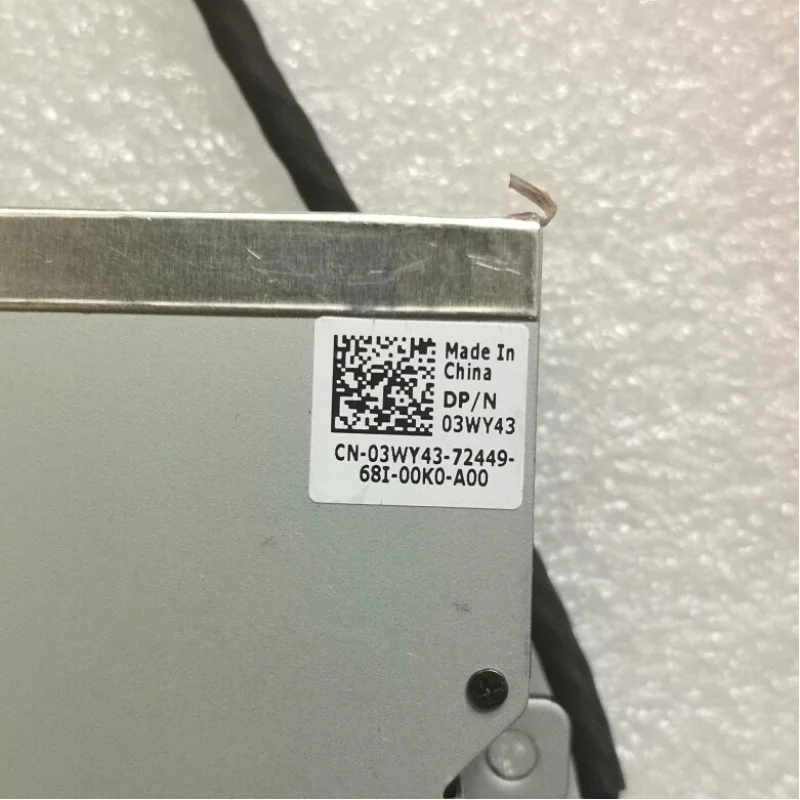 Made In
China
DP/N
03WY43
CN-03WY43-72449-
68I-00K0-A00